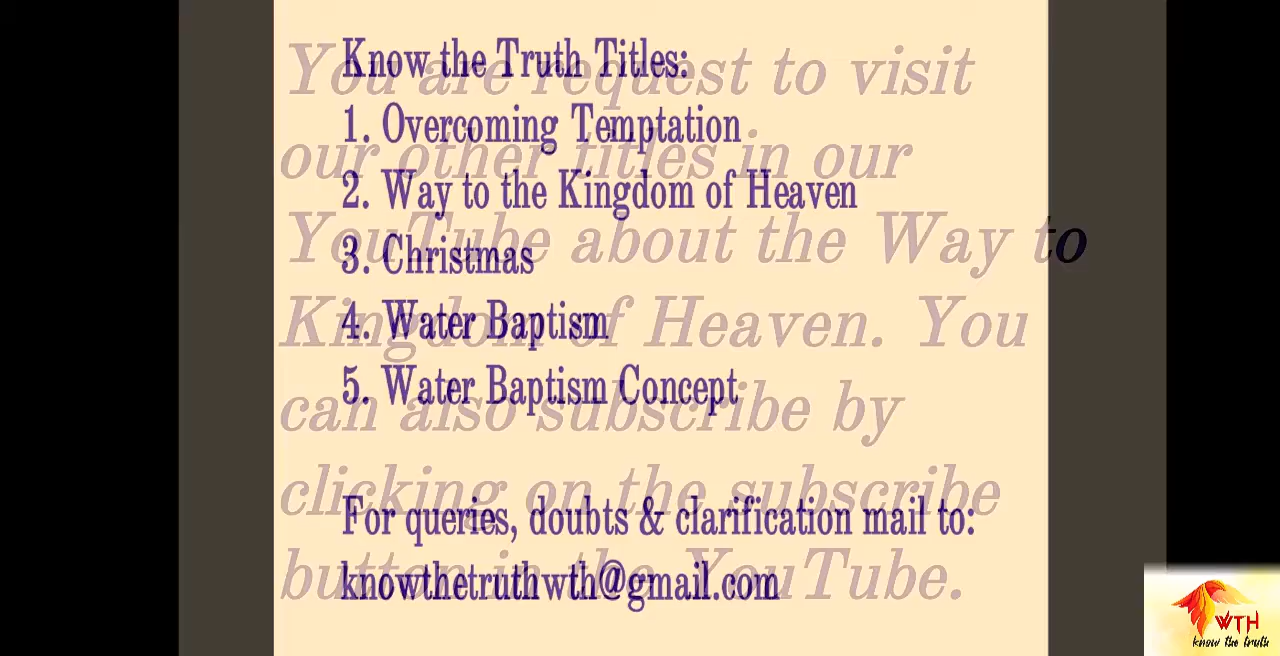 Know the Truth Titles:
1. Overcoming Temptation
2. Way to the Kingdom of Heaven
3. Christmas
4. Water Baptism
5. Water Baptism Concept
For queries, doubts & clarification mail to:
knowthetruthwth@gmail.com
You are request to visit
our other titles in our
YouTube about the Way to
Kingdom of Heaven. You
can also subscribe by
clicking on the subscribe
button in the YouTube.
WTH
know the truth